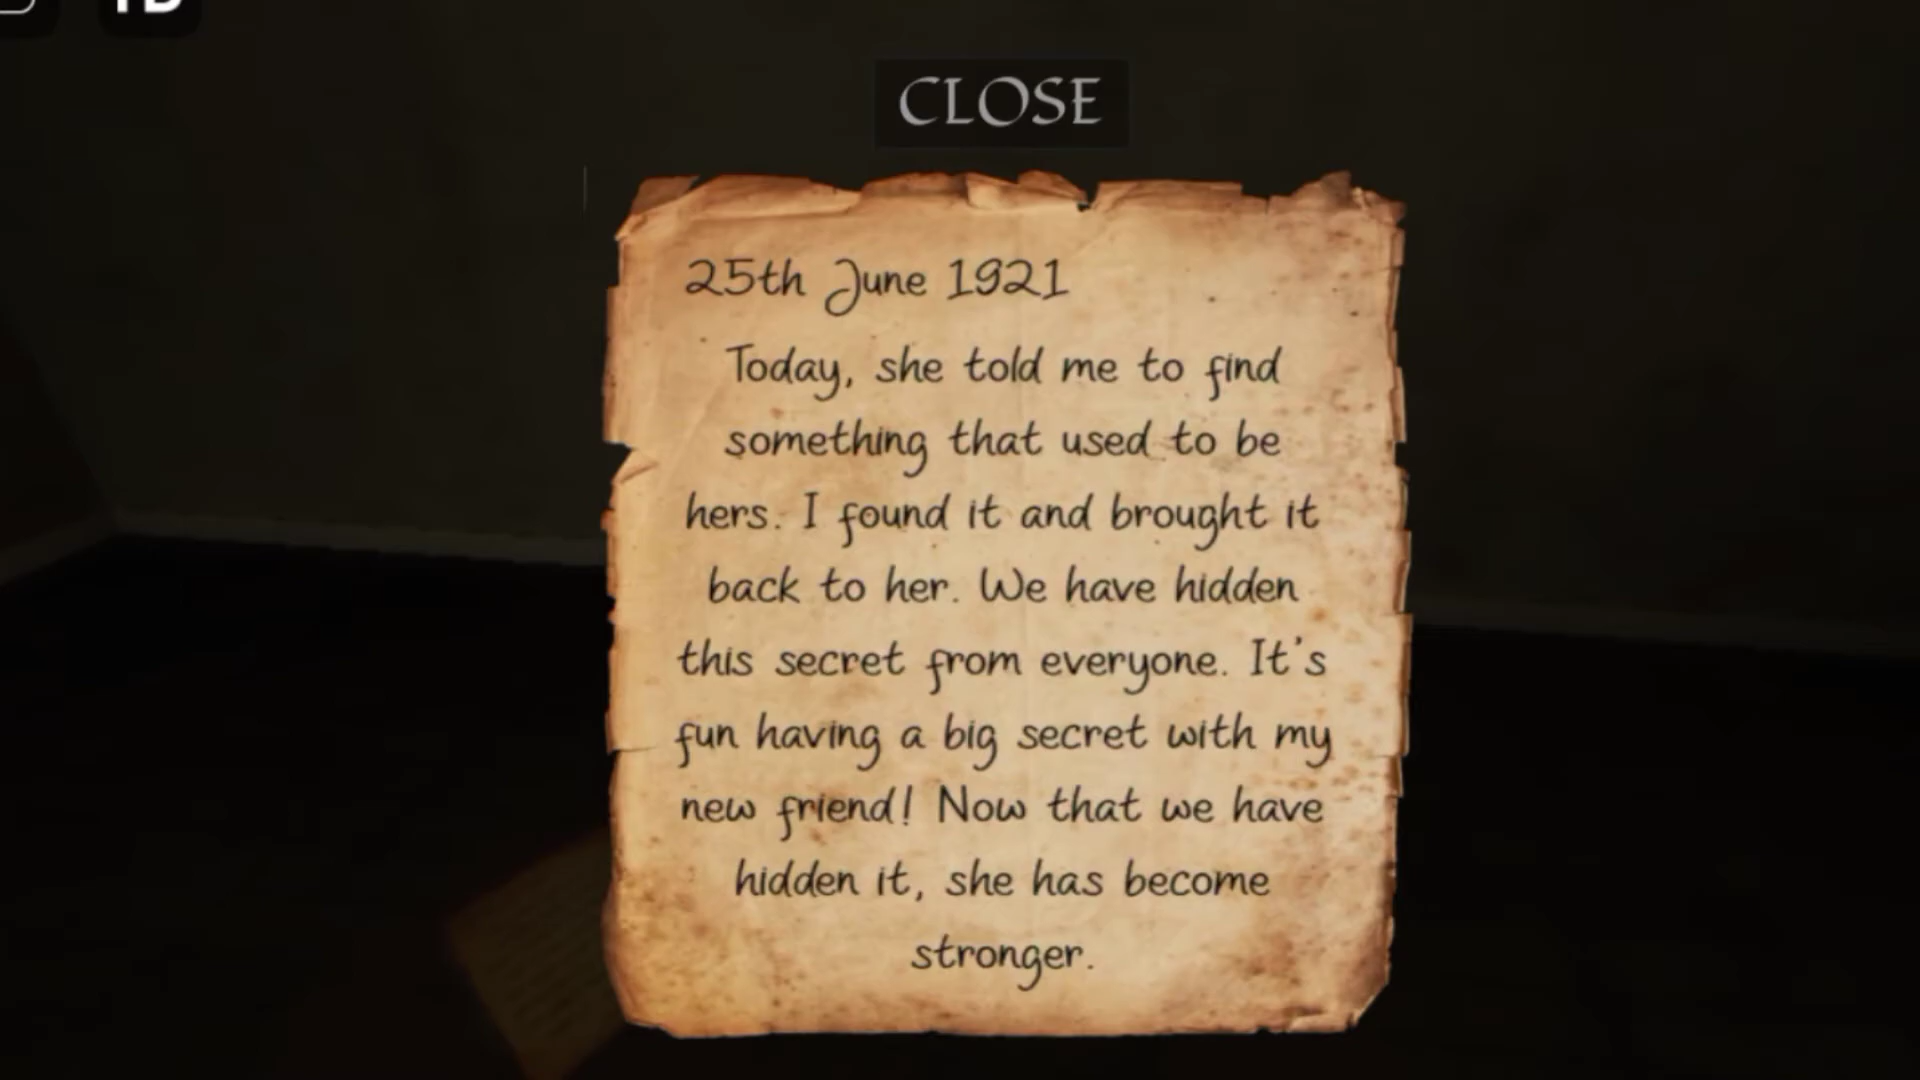 CLOSE
25th June 1921
Today, she told me to find
something that used to be
hers. I found it and brought it
back to her. We have hidden
this secret from everyone. It's
fun having a big secret with my
new friend! Now that we have
hidden it, she has become
stronger.